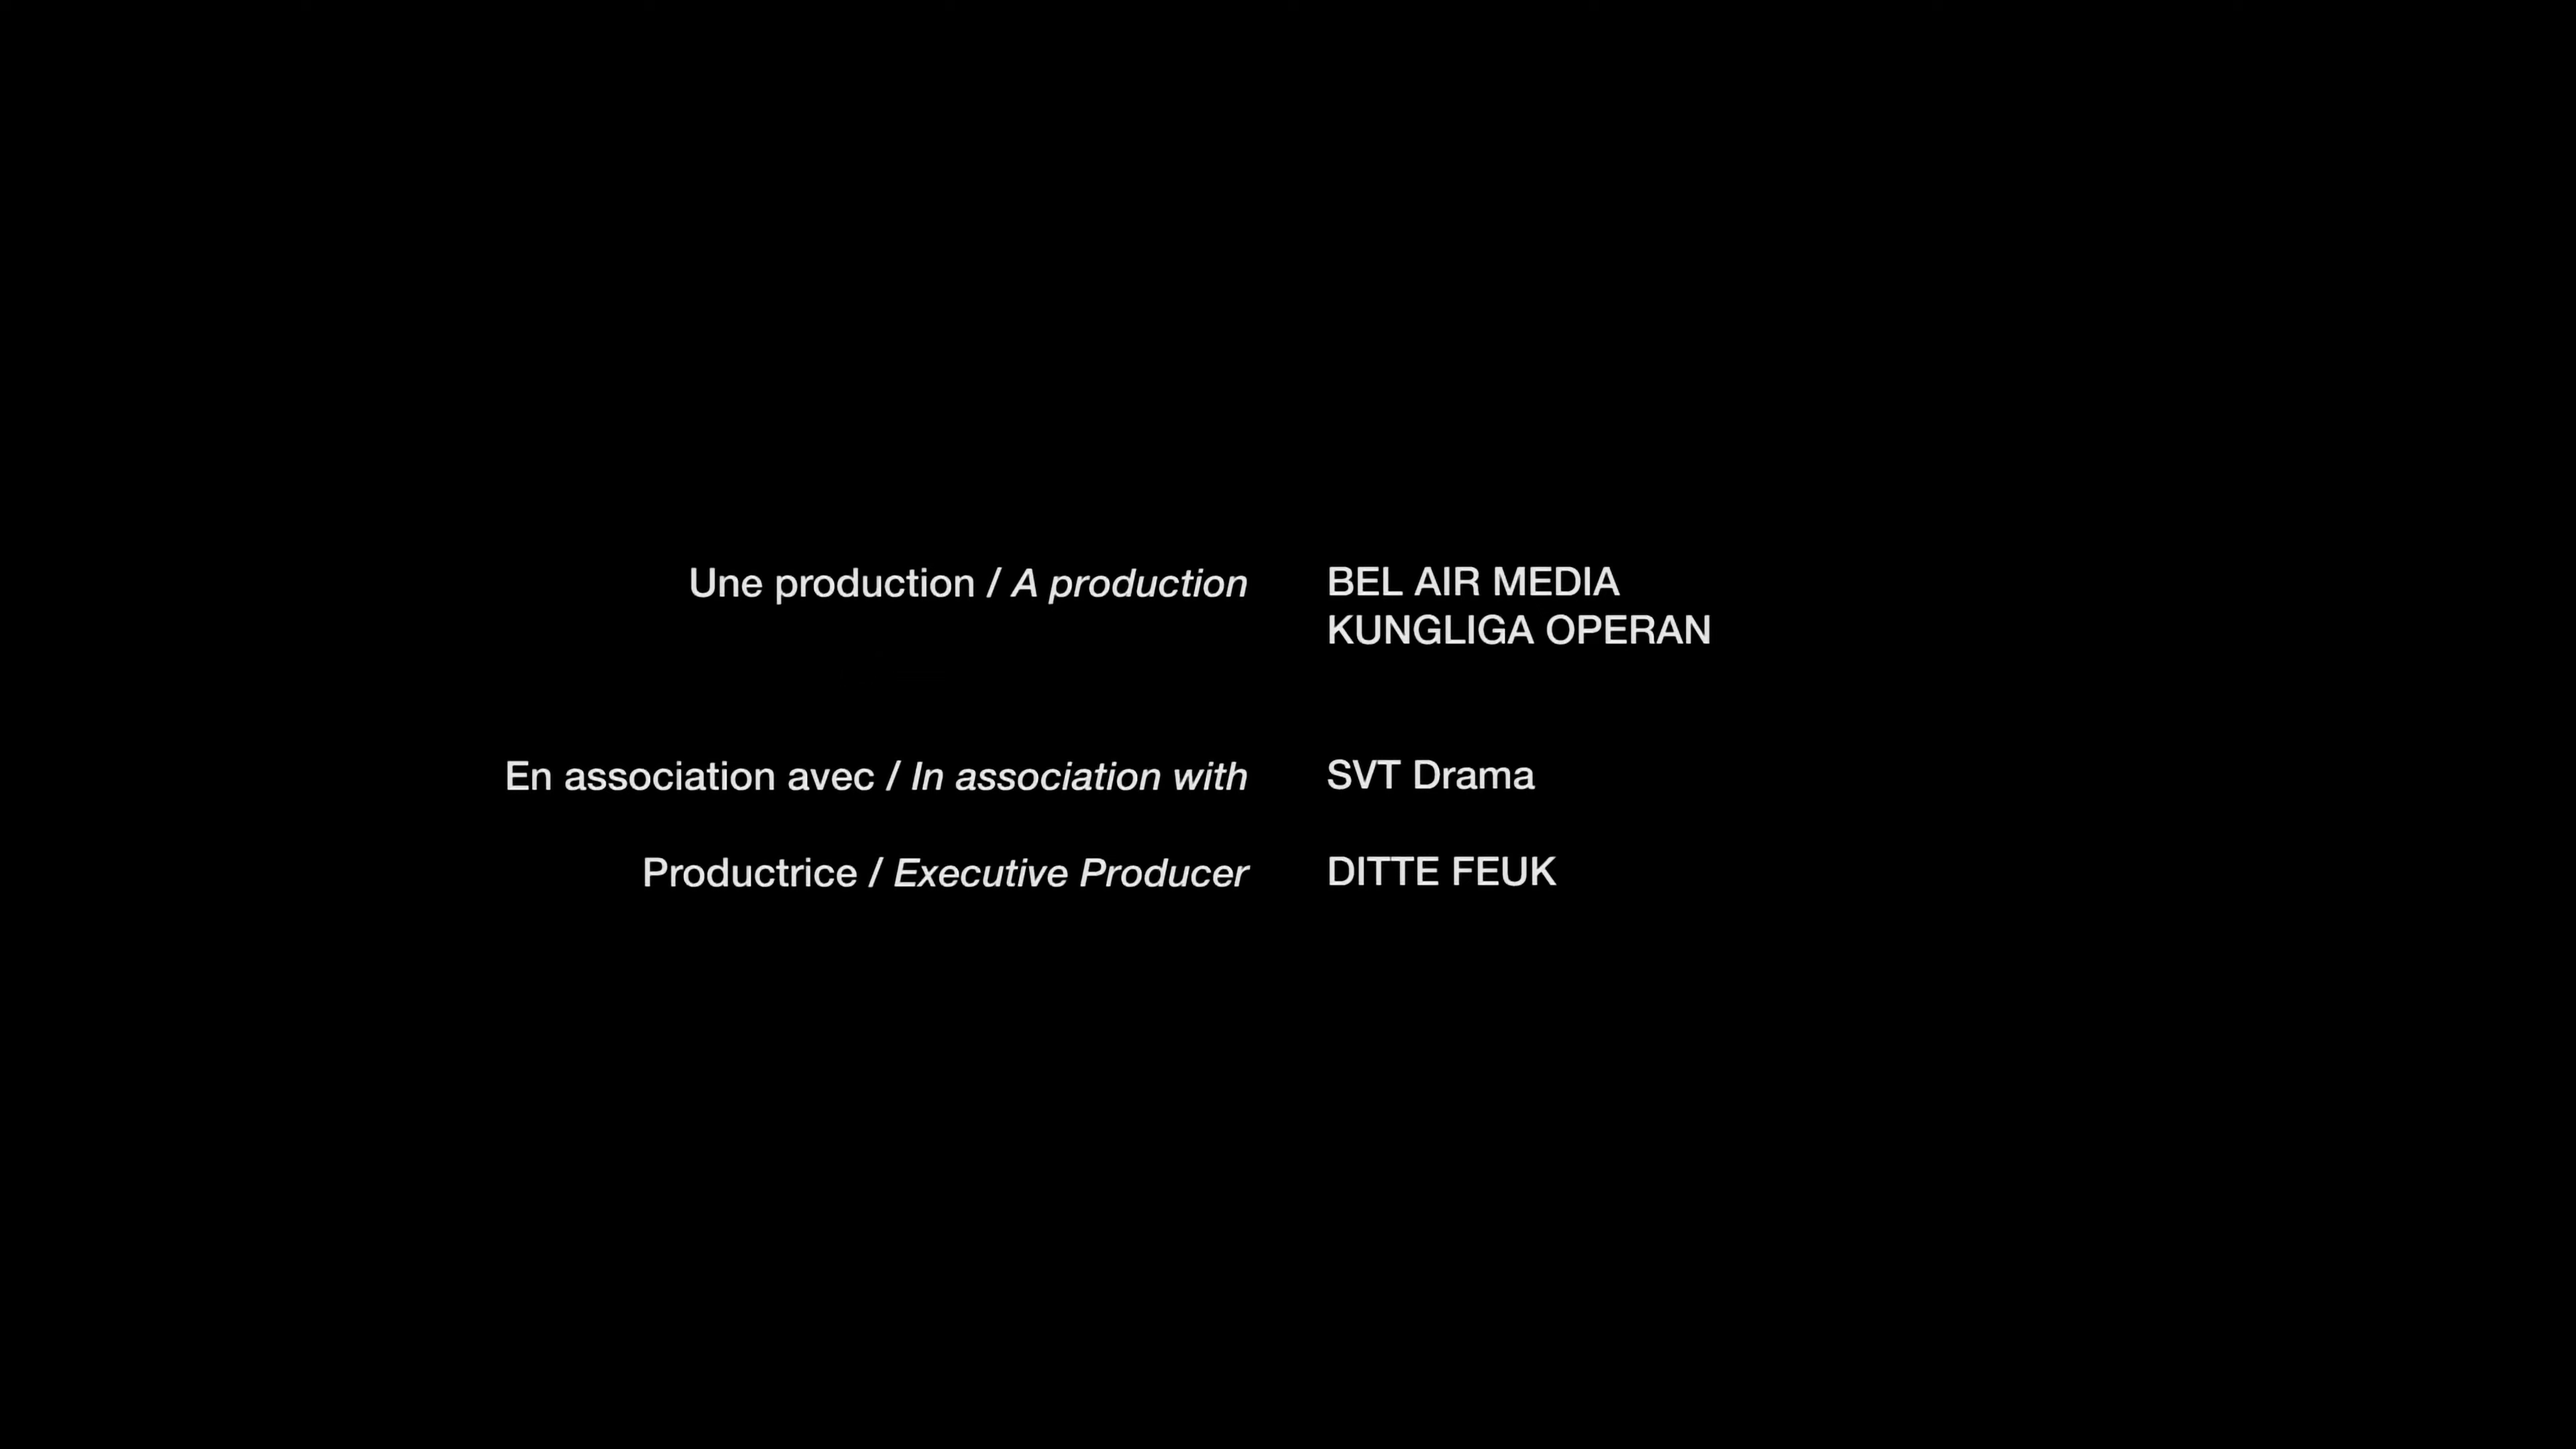 Une production / A production BEL AIR MEDIA
KUNGLIGA OPERAN
En association avec / In association with SVT Drama
Productrice / Executive Producer DITTE FEUK